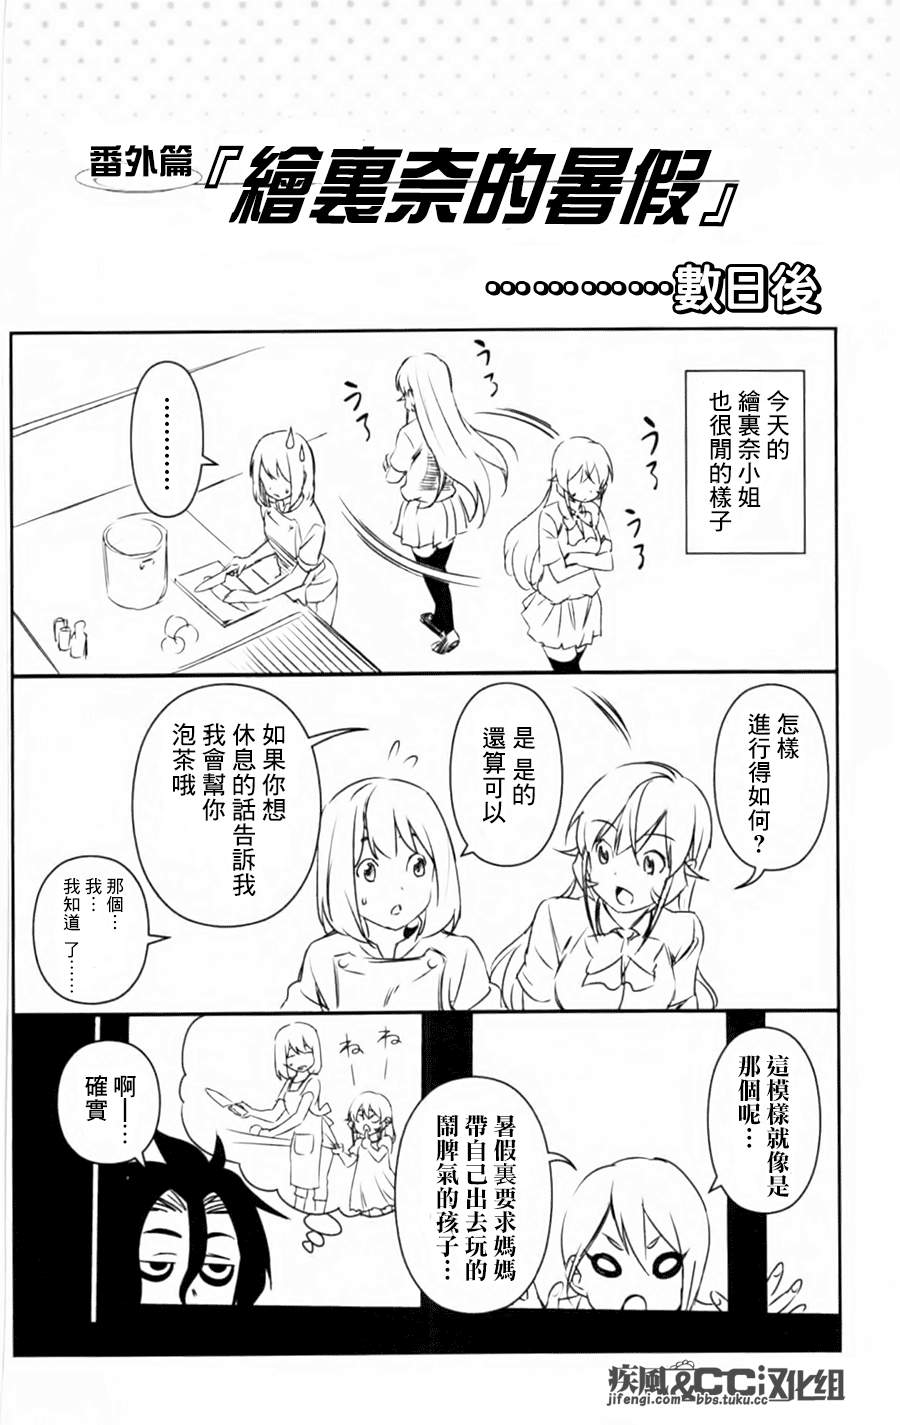 番外篇
『繪裏奈的暑假』
…………數日後
今天的
繪裏奈小姐
也很閒的樣子
うろ
うろ
うろ
うろ
…………
怎樣
進行得如何？
是 是的
還算可以
如果你想
休息的話告訴我
我會幫你
泡茶哦
那個…
我…
我知道 了……
這模樣就像是
那個呢…
暑假裏要求媽媽
帶自己出去玩的
鬧脾氣的孩子…
ね
ね
啊——…
確實
疾風&CC汉化组
jifengi.com bbs.tuku.cc